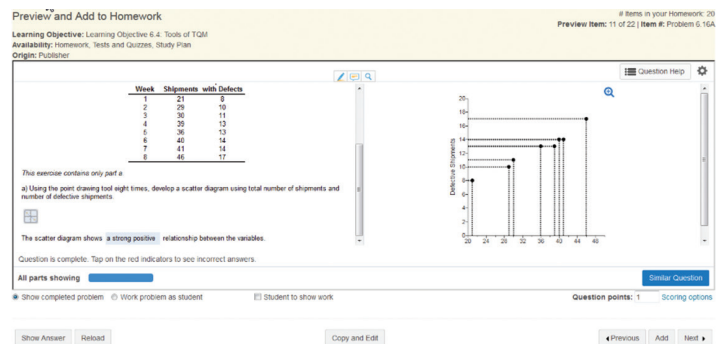 Preview and Add to Homework
# Items in your Homework: 20
Preview Item: 11 of 22 | Item #: Problem 6.16A
Learning Objective: Learning Objective 6.4: Tools of TQM
Availability: Homework, Tests and Quizzes, Study Plan
Origin: Publisher
Question Help
Week Shipments with Defects
1 21 8
2 29 10
3 30 11
4 39 13
5 36 13
6 40 14
7 41 14
8 46 17
This exercise contains only part a.
a) Using the point drawing tool eight times, develop a scatter diagram using total number of shipments and
number of defective shipments.
The scatter diagram shows a strong positive relationship between the variables.
Defective Shipments
20
18
16
14
12
10
8
6
4
2
0
20 24 28 32 36 40 44 48
Question is complete. Tap on the red indicators to see incorrect answers.
All parts showing
Similar Question
Show completed problem Work problem as student Student to show work Question points: 1 Scoring options
Show Answer Reload Copy and Edit Previous Add Next